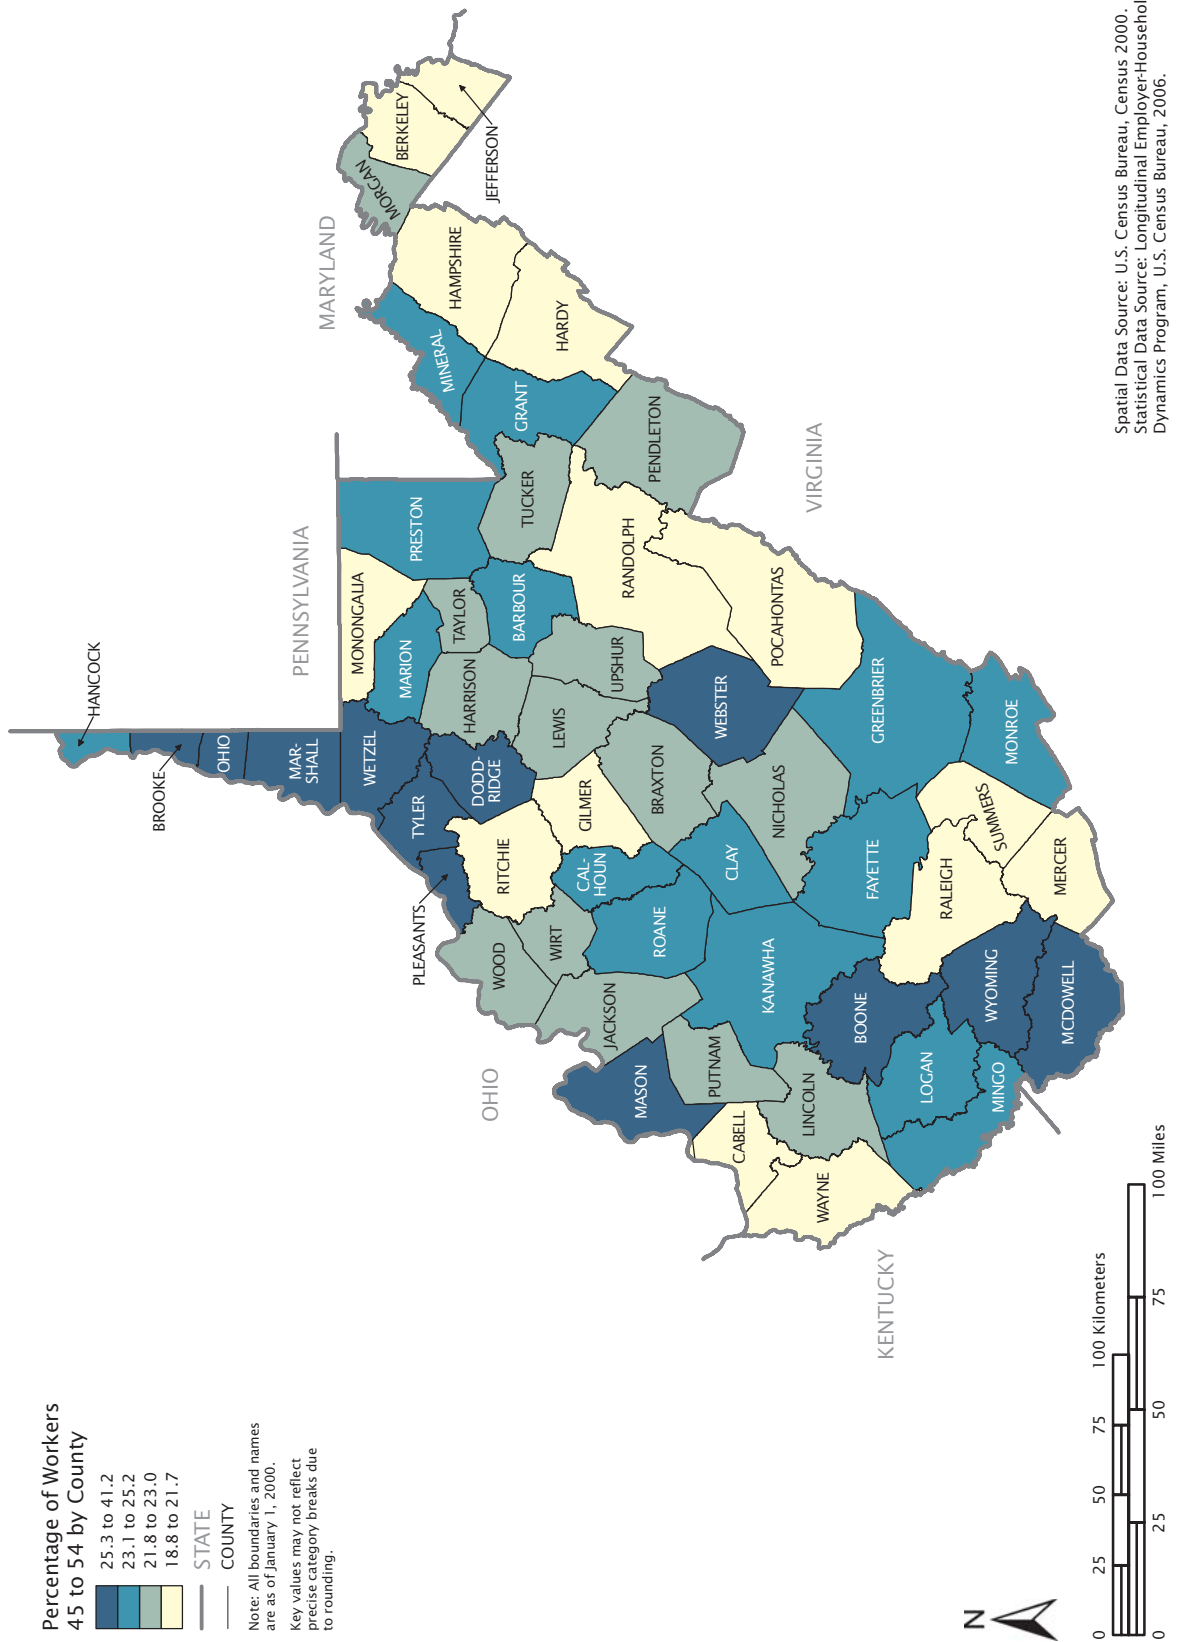 Percentage of Workers
45 to 54 by County
25.3 to 41.2
23.1 to 25.2
21.8 to 23.0
18.8 to 21.7
STATE
COUNTY
Note: All boundaries and names
are as of January 1, 2000.
Key values may not reflect
precise category breaks due
to rounding.
HANCOCK
BROOKE
OHIO
MAR-
SHALL
PENNSYLVANIA
MARYLAND
WETZEL
MONONGALIA
PRESTON
MORGAN
BERKELEY
JEFFERSON
MARION
MINERAL
HAMPSHIRE
TYLER
PLEASANTS
DODD-
RIDGE
HARRISON
TAYLOR
OHIO
WOOD
RITCHIE
BARBOUR
TUCKER
GRANT
HARDY
WIRT
CAL-
HOUN
GILMER
LEWIS
UPSHUR
RANDOLPH
PENDLETON
JACKSON
MASON
ROANE
BRAXTON
WEBSTER
PUTNAM
CLAY
CABELL
KANAWHA
NICHOLAS
POCAHONTAS
VIRGINIA
WAYNE
LINCOLN
BOONE
FAYETTE
GREENBRIER
KENTUCKY
LOGAN
RALEIGH
SUMMERS
MONROE
MINGO
WYOMING
MERCER
MCDOWELL
N
0
25
50
75
100 Kilometers
0
25
50
75
100 Miles
Spatial Data Source: U.S. Census Bureau, Census 2000.
Statistical Data Source: Longitudinal Employer-Househol
Dynamics Program, U.S. Census Bureau, 2006.